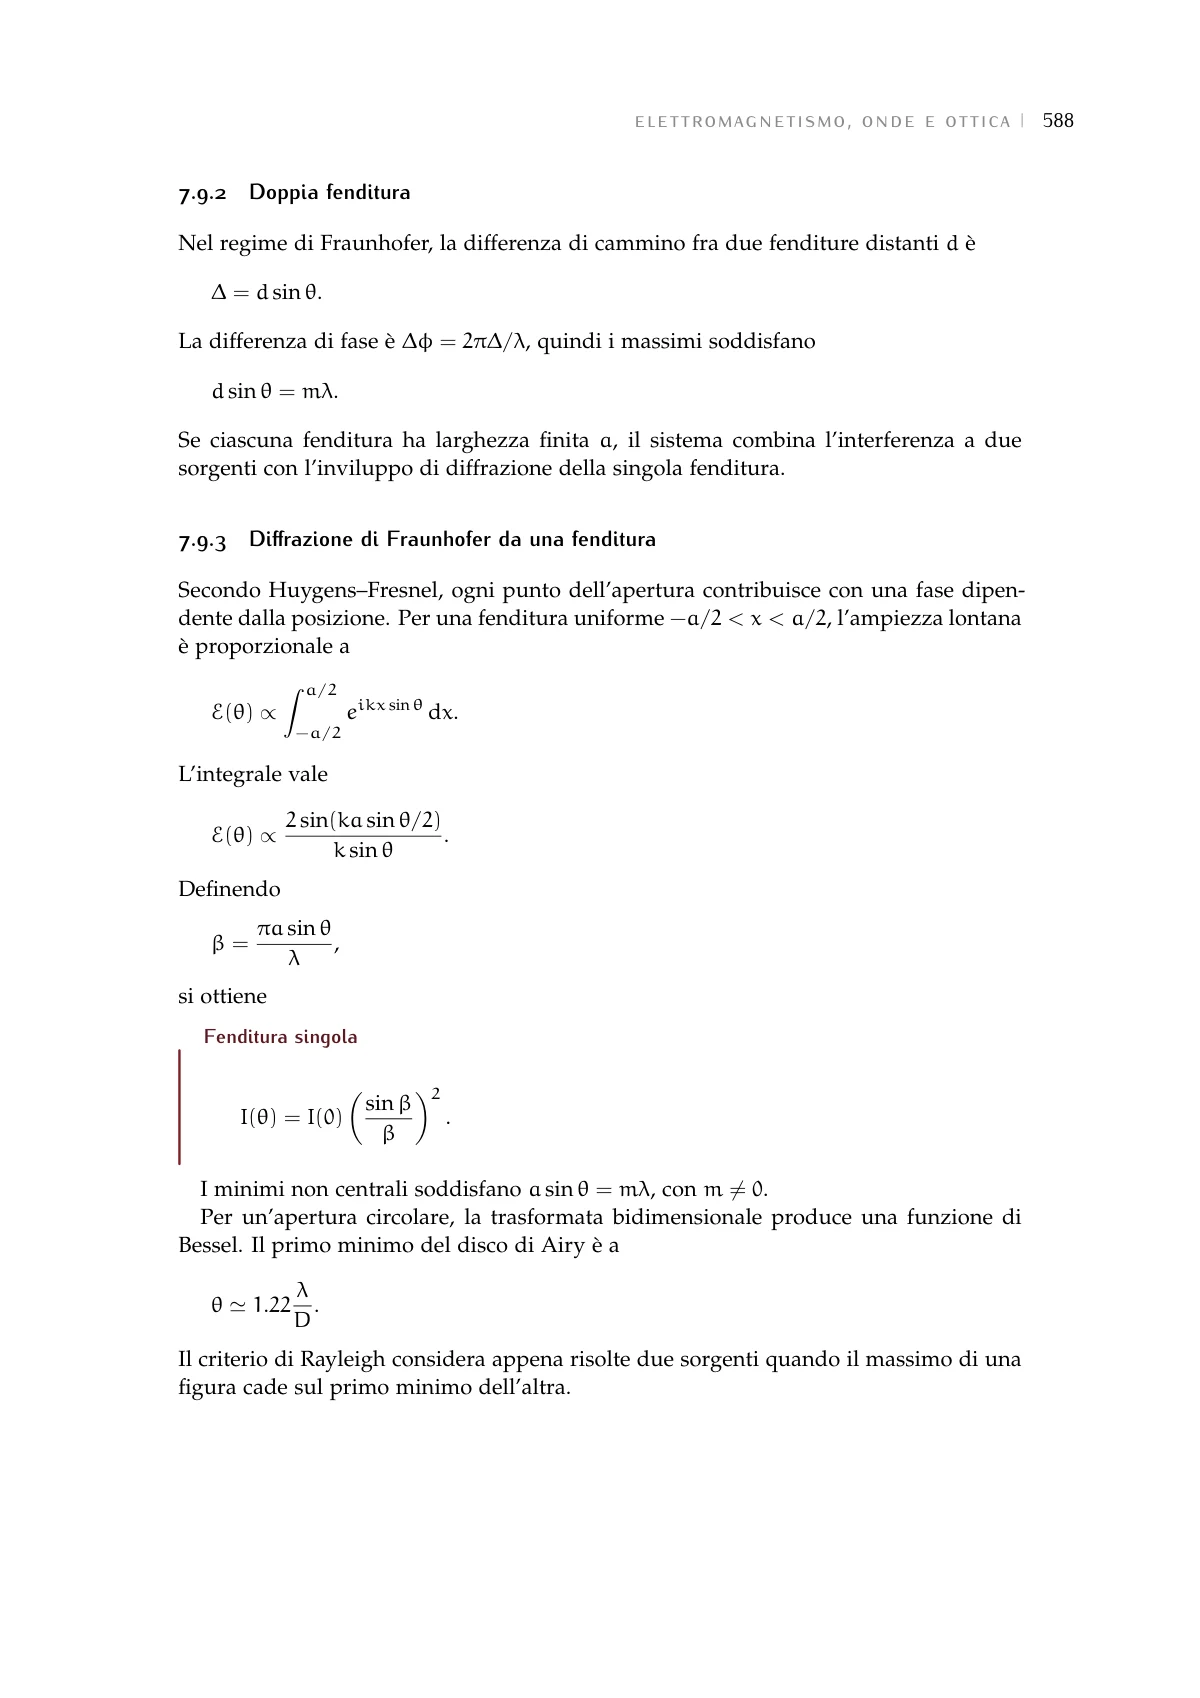 ELETTROMAGNETISMO, ONDE E OTTICA | 588
7.9.2 Doppia fenditura
Nel regime di Fraunhofer, la differenza di cammino fra due fenditure distanti d è
Δ = d sin θ.
La differenza di fase è Δϕ = 2πΔ/λ, quindi i massimi soddisfano
d sin θ = mλ.
Se ciascuna fenditura ha larghezza finita a, il sistema combina l'interferenza a due
sorgenti con l'inviluppo di diffrazione della singola fenditura.
7.9.3 Diffrazione di Fraunhofer da una fenditura
Secondo Huygens–Fresnel, ogni punto dell'apertura contribuisce con una fase dipen-
dente dalla posizione. Per una fenditura uniforme −a/2 < x < a/2, l'ampiezza lontana
è proporzionale a
ℰ(θ) ∝ ∫_{−a/2}^{a/2} e^{ikx sin θ} dx.
L'integrale vale
ℰ(θ) ∝ \frac{2 sin(ka sin θ/2)}{k sin θ}.
Definendo
β = \frac{πa sin θ}{λ},
si ottiene
Fenditura singola
I(θ) = I(0) (\frac{sin β}{β})^2.
I minimi non centrali soddisfano a sin θ = mλ, con m ≠ 0.
Per un'apertura circolare, la trasformata bidimensionale produce una funzione di
Bessel. Il primo minimo del disco di Airy è a
θ ≃ 1.22\frac{λ}{D}.
Il criterio di Rayleigh considera appena risolte due sorgenti quando il massimo di una
figura cade sul primo minimo dell'altra.